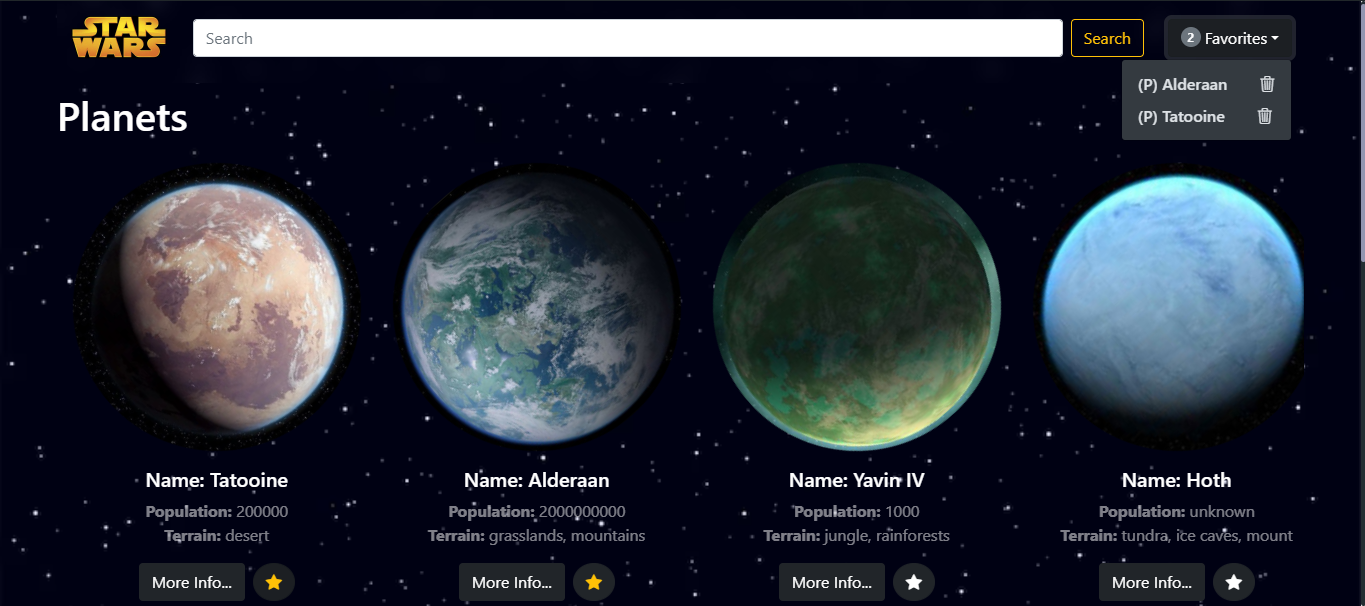 STAR
WARS
Search
Search
2 Favorites
(P) Alderaan
(P) Tatooine
Planets
Name: Tatooine
Population: 200000
Terrain: desert
More Info...
Name: Alderaan
Population: 2000000000
Terrain: grasslands, mountains
More Info...
Name: Yavin IV
Population: 1000
Terrain: jungle, rainforests
More Info...
Name: Hoth
Population: unknown
Terrain: tundra, ice caves, mount
More Info...